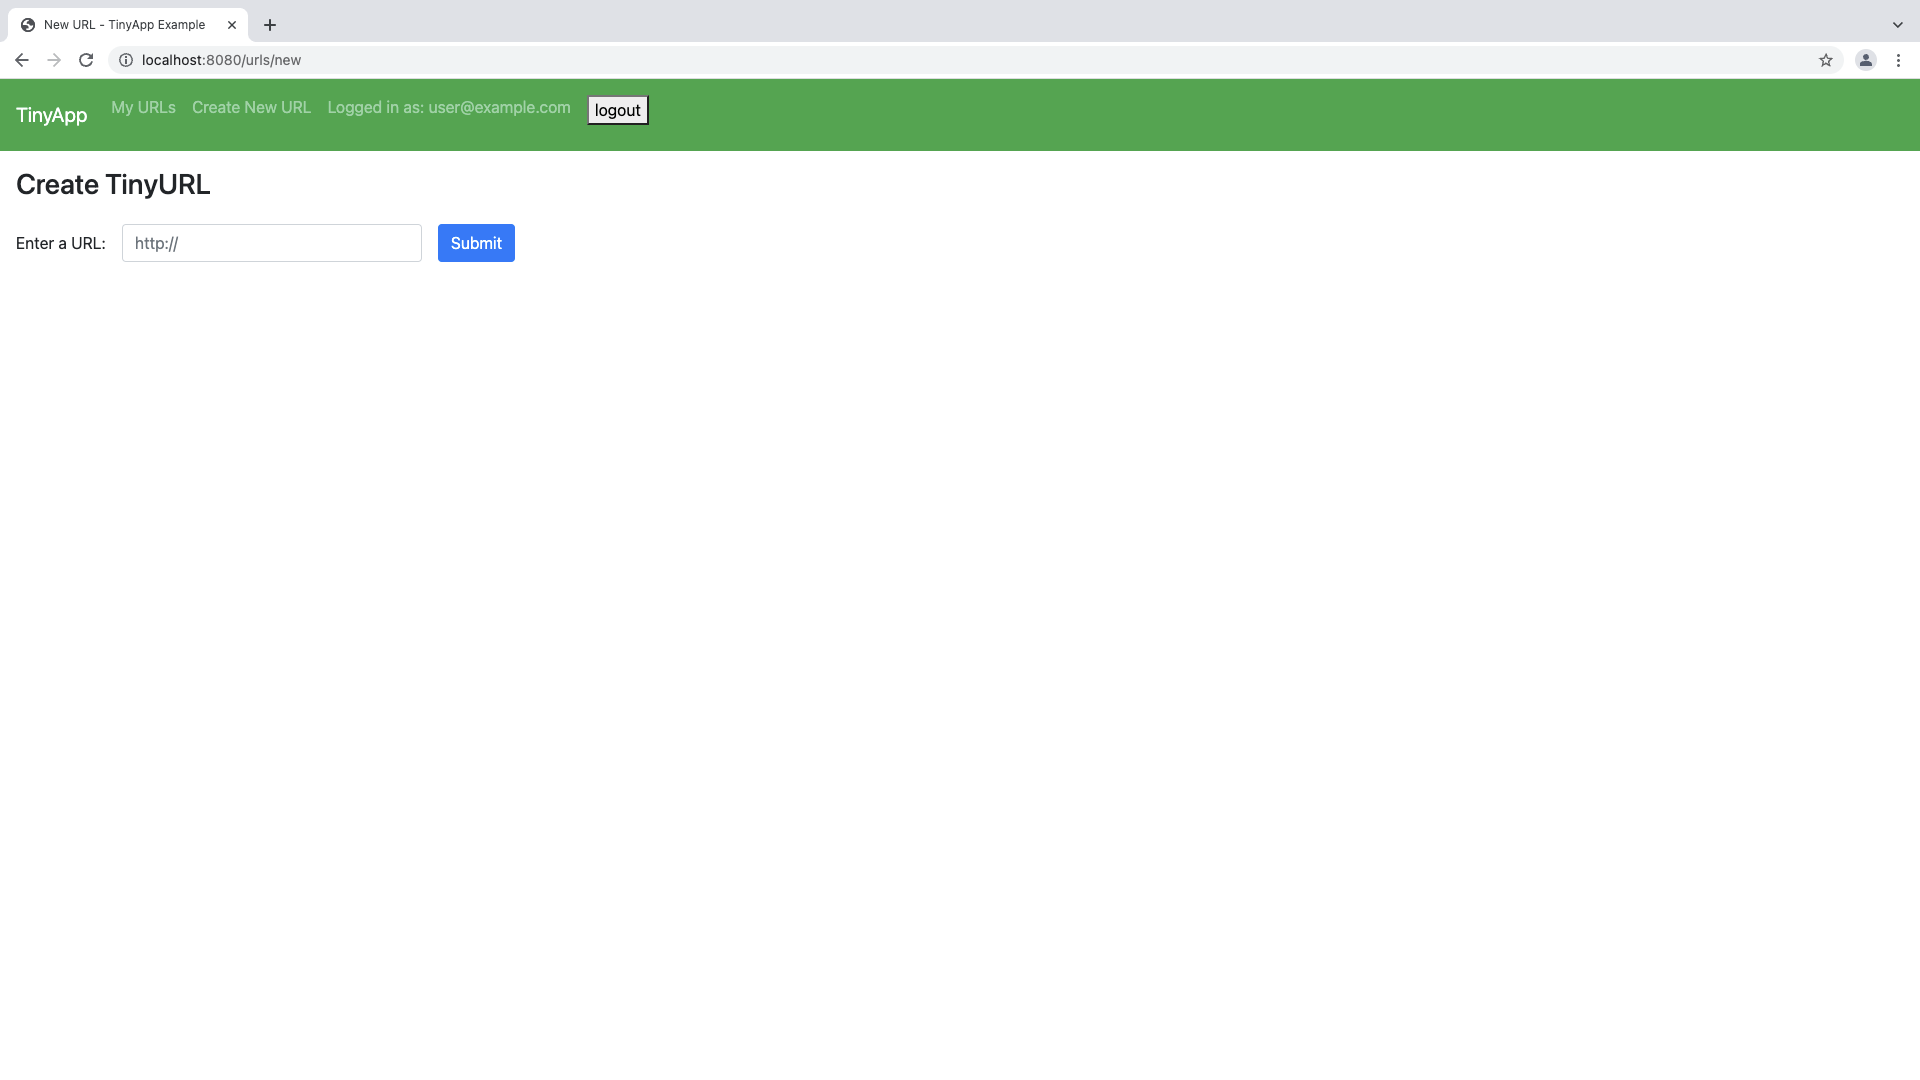 New URL - TinyApp Example
localhost:8080/urls/new
TinyApp My URLs Create New URL Logged in as: user@example.com logout
Create TinyURL
Enter a URL: http:// Submit